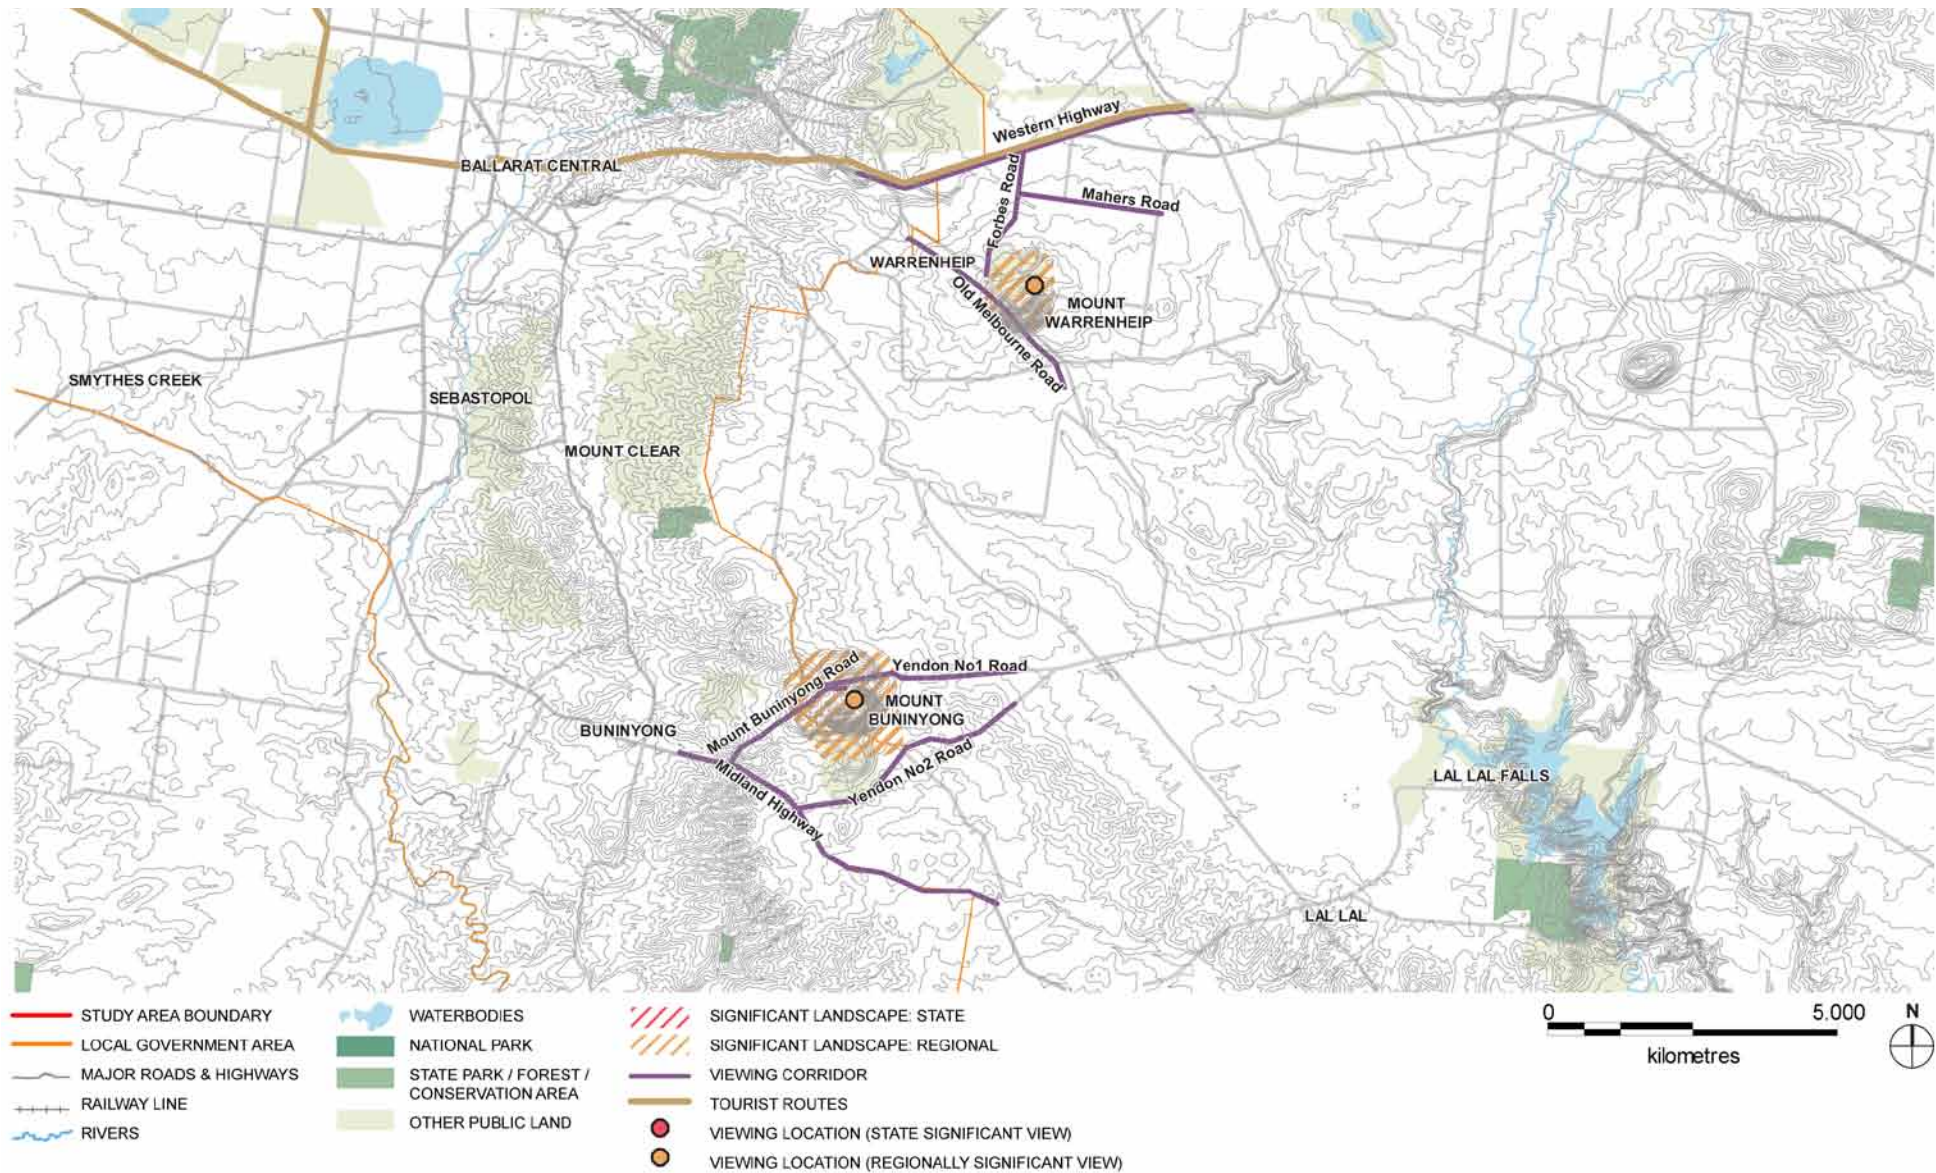 Western Highway
BALLARAT CENTRAL
Forbes Road
Mahers Road
WARRENHEIP
Old Melbourne Road
MOUNT
WARRENHEIP
SMYTHES CREEK
SEBASTOPOL
MOUNT CLEAR
Mount Buninyong Road
Yendon No1 Road
MOUNT
BUNINYONG
BUNINYONG
Midland Highway
Yendon No2 Road
LAL LAL FALLS
LAL LAL
STUDY AREA BOUNDARY
LOCAL GOVERNMENT AREA
MAJOR ROADS & HIGHWAYS
RAILWAY LINE
RIVERS
WATERBODIES
NATIONAL PARK
STATE PARK / FOREST /
CONSERVATION AREA
OTHER PUBLIC LAND
SIGNIFICANT LANDSCAPE: STATE
SIGNIFICANT LANDSCAPE: REGIONAL
VIEWING CORRIDOR
TOURIST ROUTES
VIEWING LOCATION (STATE SIGNIFICANT VIEW)
VIEWING LOCATION (REGIONALLY SIGNIFICANT VIEW)
0 5.000
kilometres
N